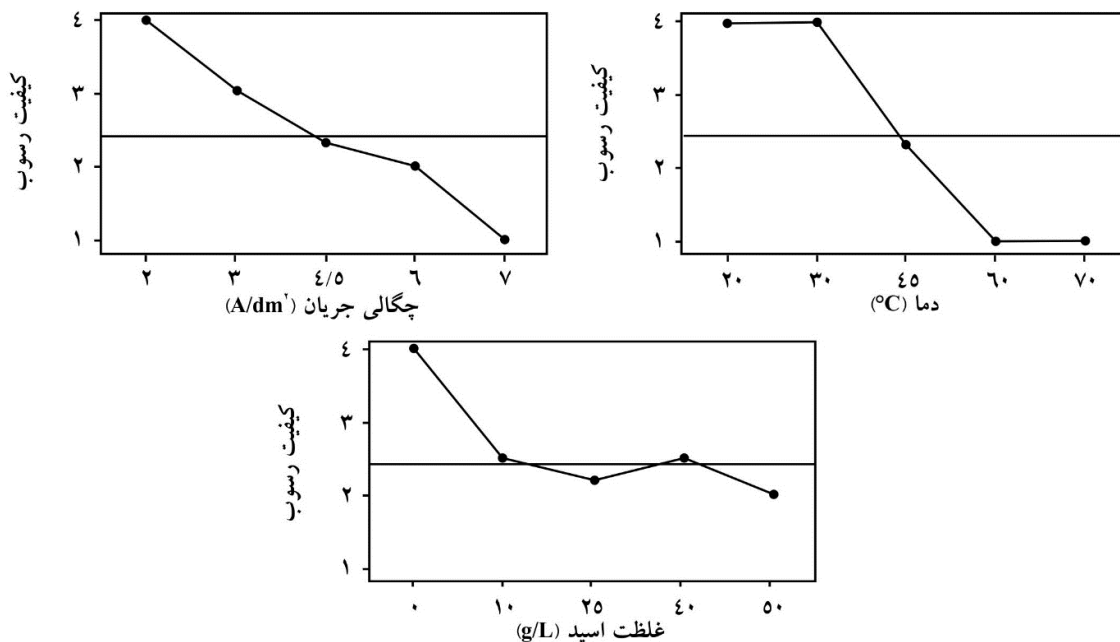 کیفیت رسوب
٤
٣
٢
١
٢ ٣ ٤/٥ ٦ ٧
چگالی جریان (A/dm²)
کیفیت رسوب
٤
٣
٢
١
٢٠ ٣٠ ٤٥ ٦٠ ٧٠
دما (°C)
کیفیت رسوب
٤
٣
٢
١
٠ ١٠ ٢٥ ٤٠ ٥٠
غلظت اسید (g/L)